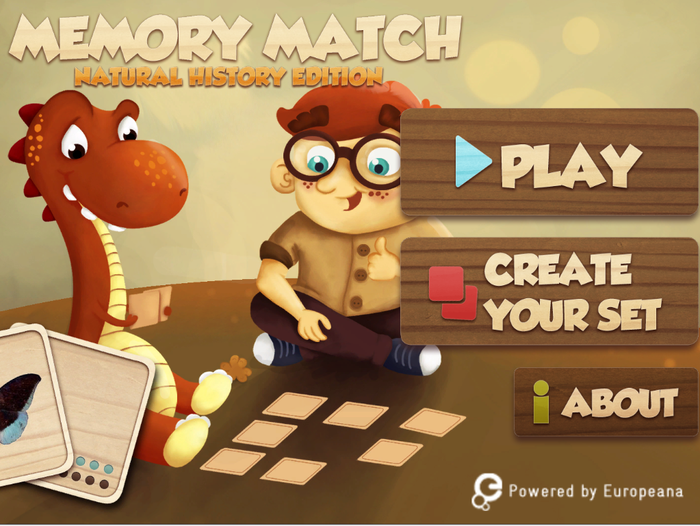 MEMORY MATCH
NATURAL HISTORY EDITION
PLAY
CREATE
YOUR SET
ABOUT
Powered by Europeana